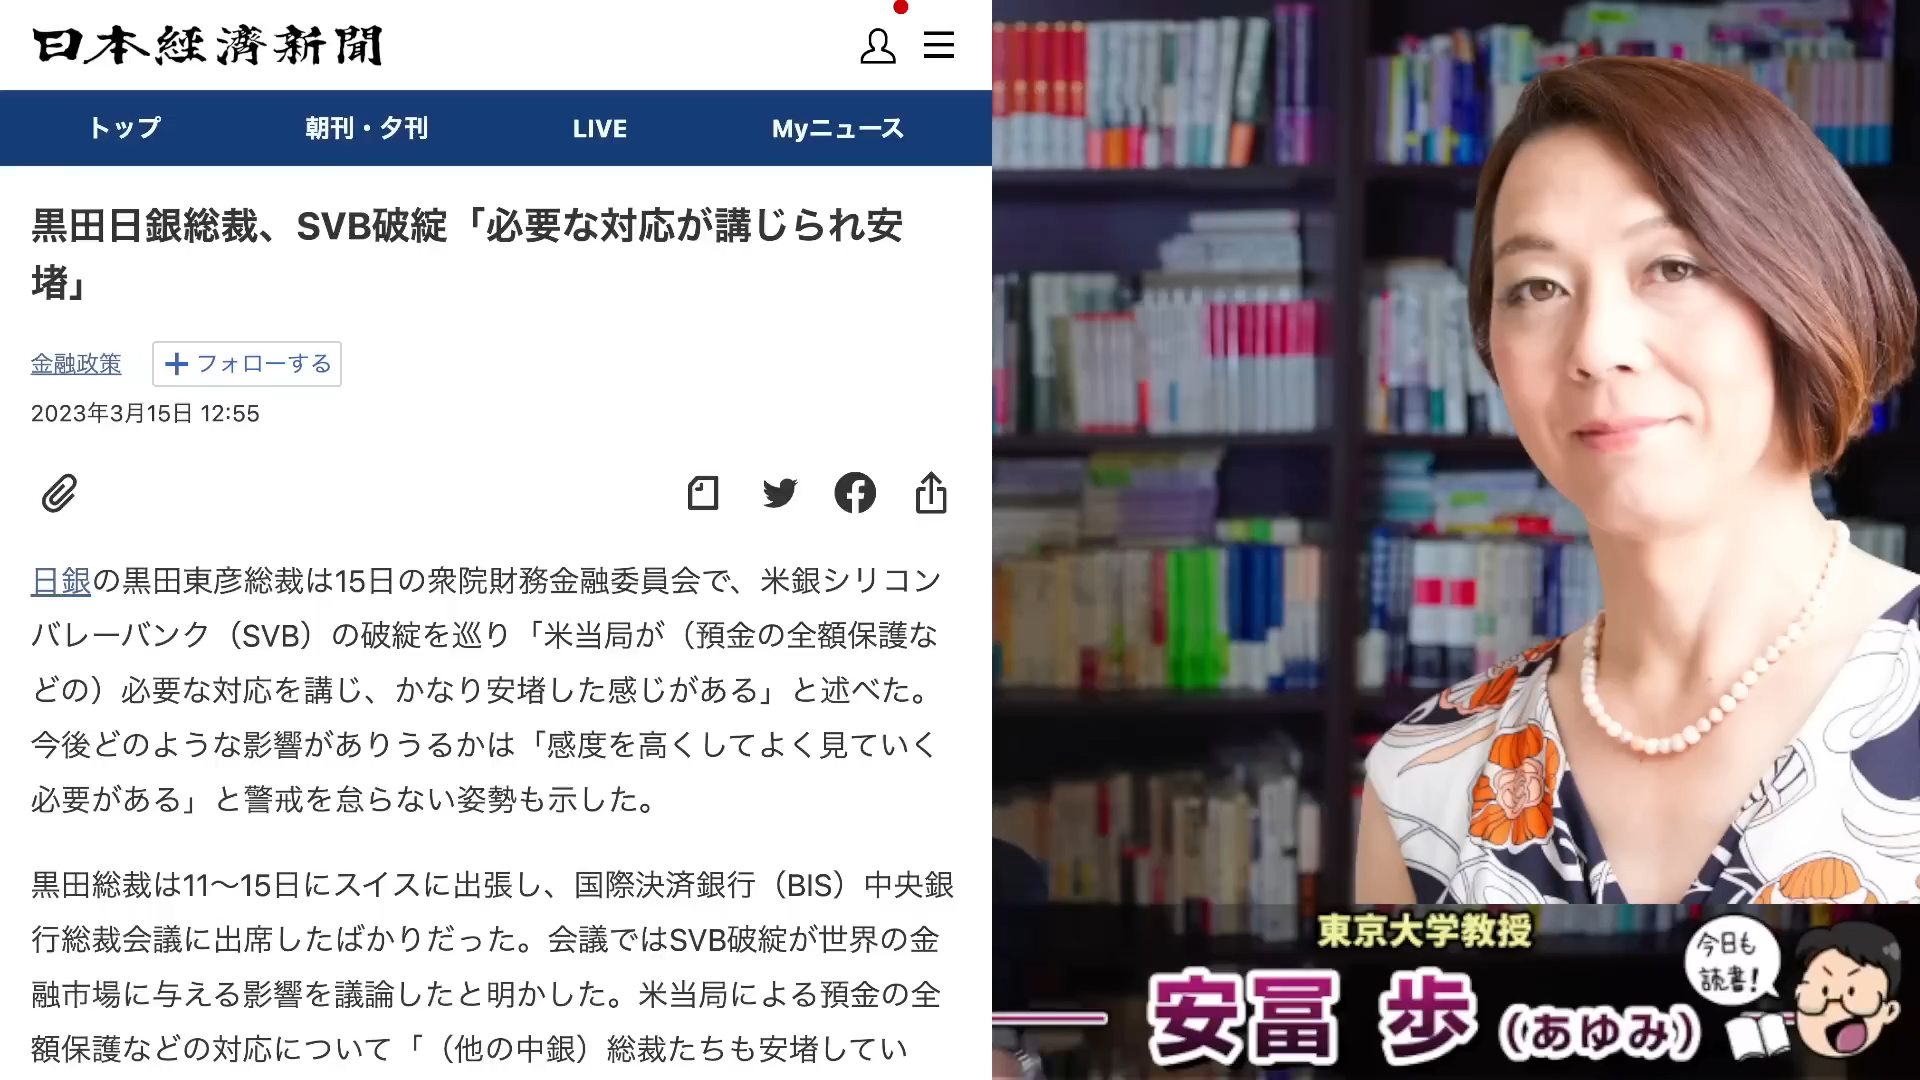 日本経済新聞
トップ 朝刊・夕刊 LIVE Myニュース
黒田日銀総裁、SVB破綻「必要な対応が講じられ安
堵」
金融政策 フォローする
2023年3月15日 12:55
日銀の黒田東彦総裁は15日の衆院財務金融委員会で、米銀シリコン
バレーバンク（SVB）の破綻を巡り「米当局が（預金の全額保護な
どの）必要な対応を講じ、かなり安堵した感じがある」と述べた。
今後どのような影響がありうるかは「感度を高くしてよく見ていく
必要がある」と警戒を怠らない姿勢も示した。
黒田総裁は11〜15日にスイスに出張し、国際決済銀行（BIS）中央銀
行総裁会議に出席したばかりだった。会議ではSVB破綻が世界の金
融市場に与える影響を議論したと明かした。米当局による預金の全
額保護などの対応について「（他の中銀）総裁たちも安堵してい
東京大学教授
安冨 歩（あゆみ）
今日も
読書!